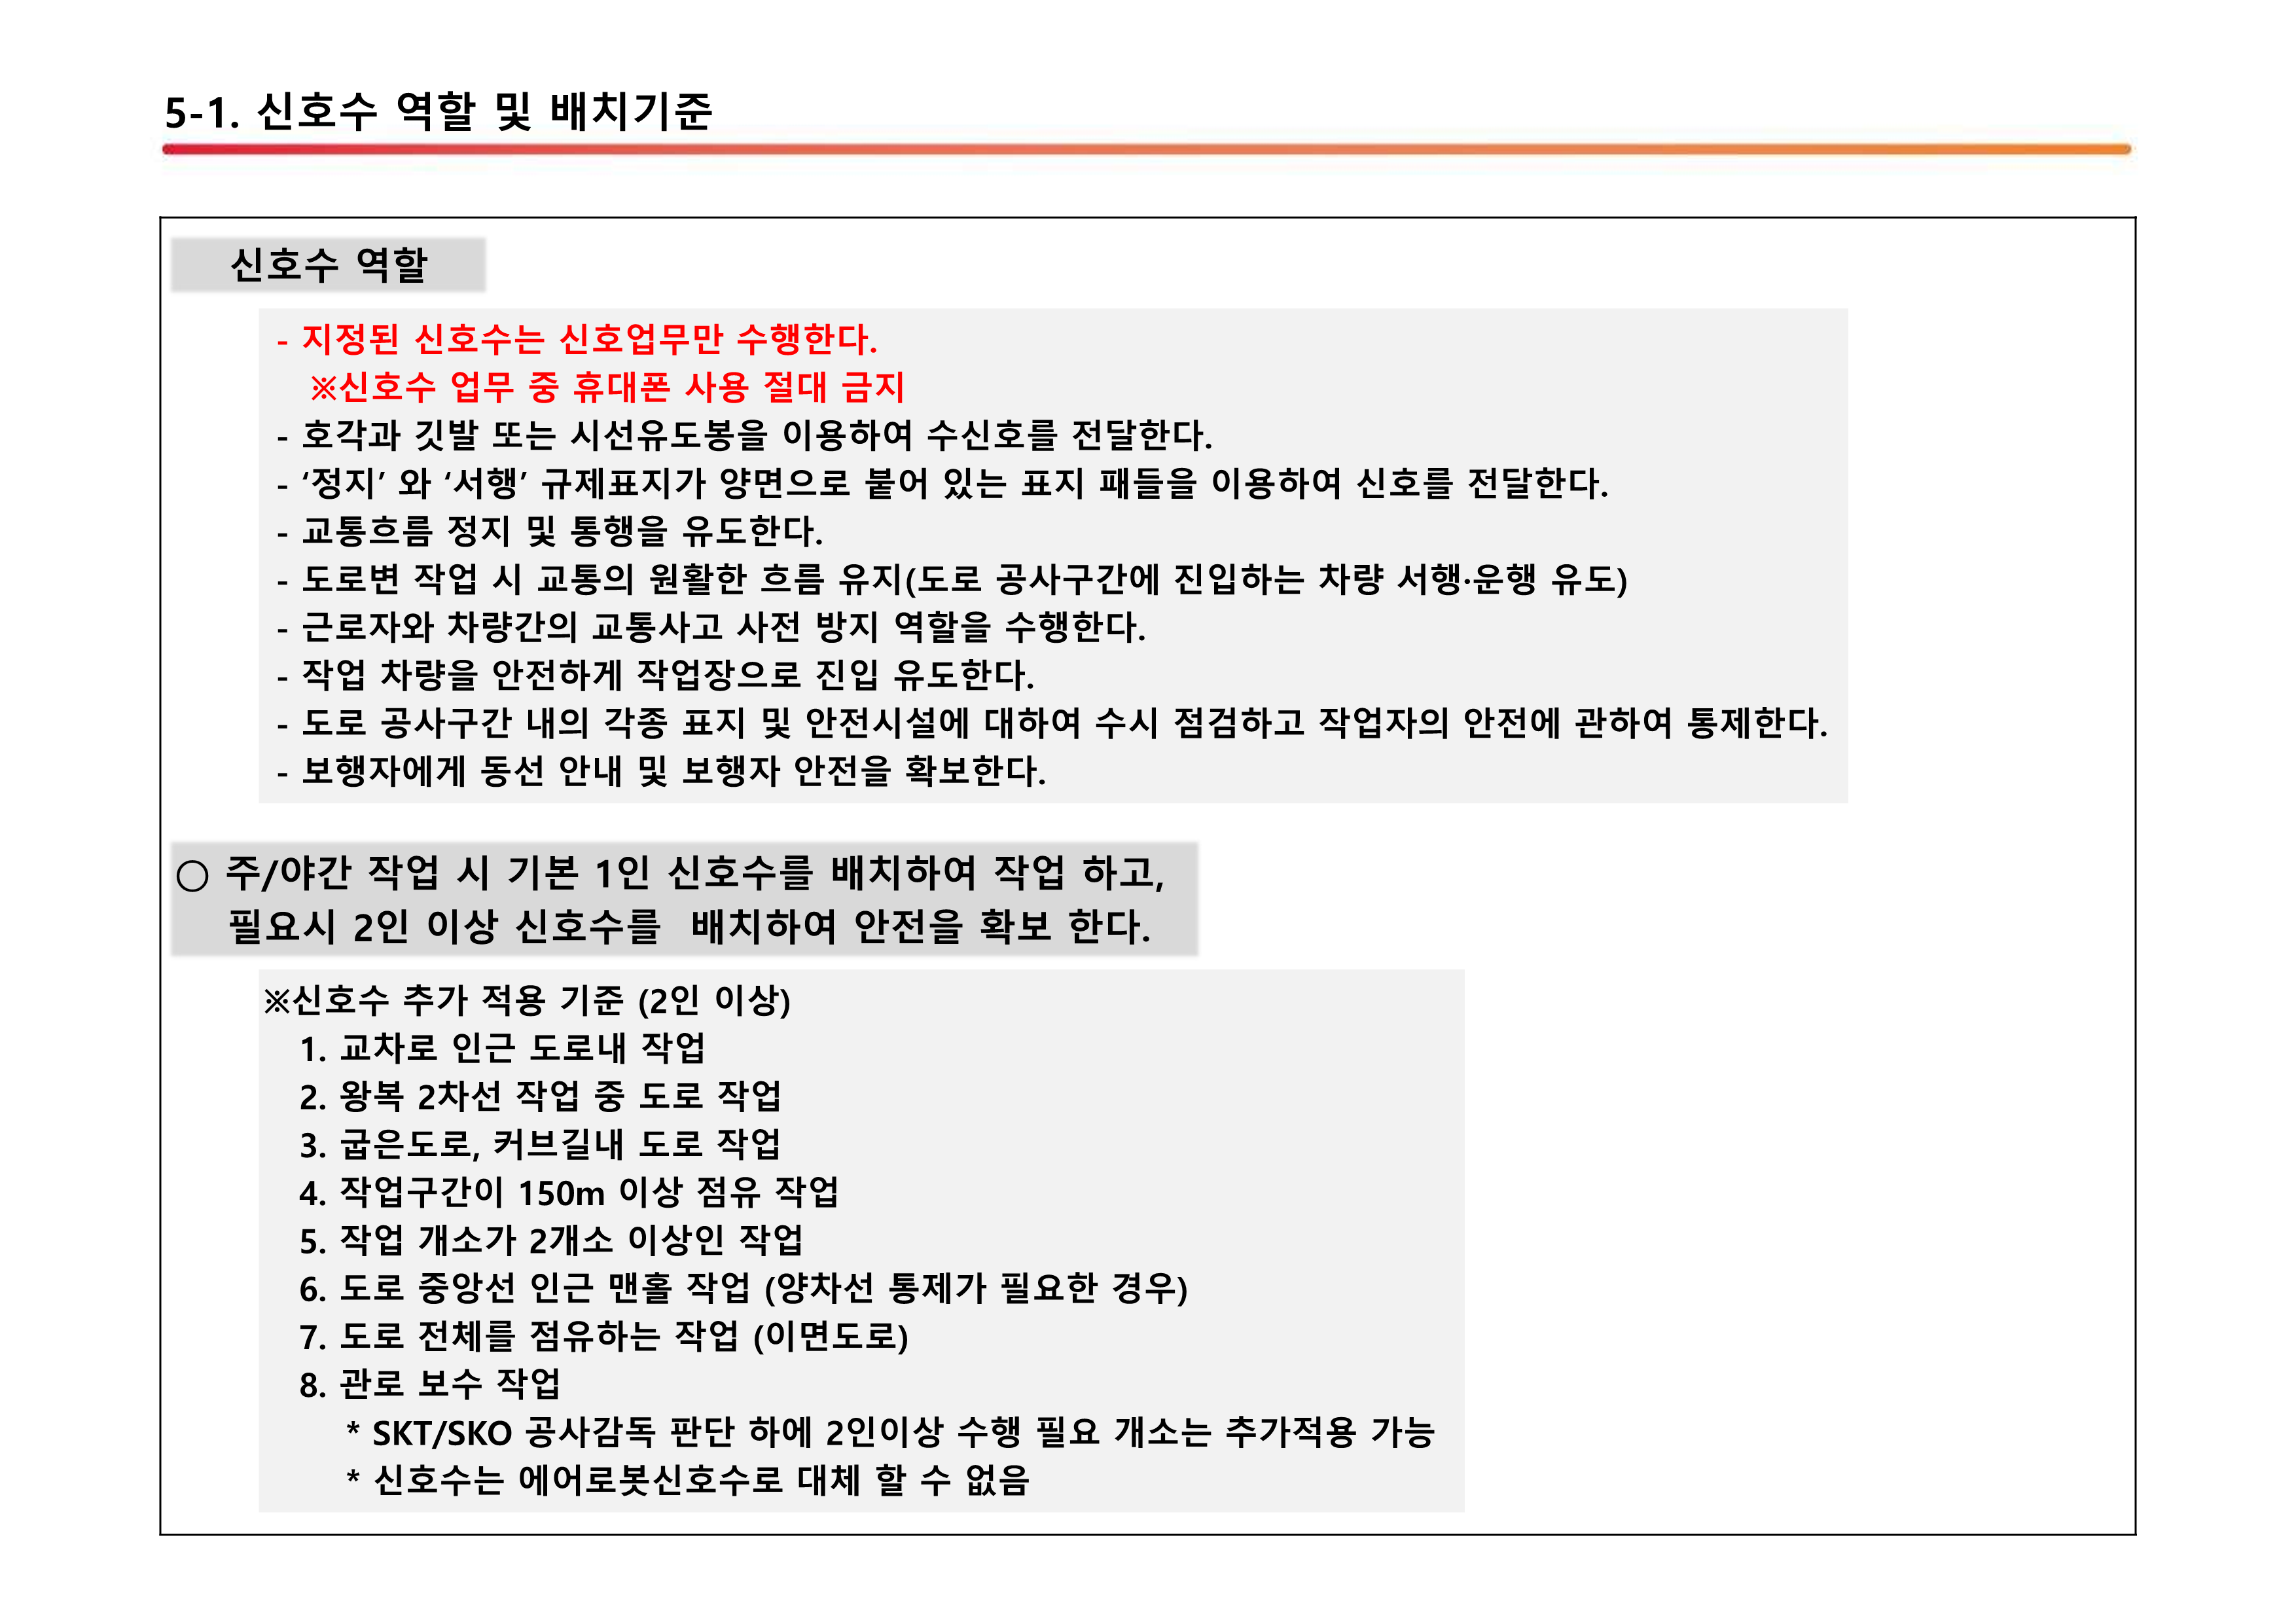 5-1. 신호수 역할 및 배치기준
신호수 역할
- 지정된 신호수는 신호업무만 수행한다.
※신호수 업무 중 휴대폰 사용 절대 금지
- 호각과 깃발 또는 시선유도봉을 이용하여 수신호를 전달한다.
- ‘정지’ 와 ‘서행’ 규제표지가 양면으로 붙어 있는 표지 패들을 이용하여 신호를 전달한다.
- 교통흐름 정지 및 통행을 유도한다.
- 도로변 작업 시 교통의 원활한 흐름 유지(도로 공사구간에 진입하는 차량 서행·운행 유도)
- 근로자와 차량간의 교통사고 사전 방지 역할을 수행한다.
- 작업 차량을 안전하게 작업장으로 진입 유도한다.
- 도로 공사구간 내의 각종 표지 및 안전시설에 대하여 수시 점검하고 작업자의 안전에 관하여 통제한다.
- 보행자에게 동선 안내 및 보행자 안전을 확보한다.
○ 주/야간 작업 시 기본 1인 신호수를 배치하여 작업 하고,
필요시 2인 이상 신호수를 배치하여 안전을 확보 한다.
※신호수 추가 적용 기준 (2인 이상)
1. 교차로 인근 도로내 작업
2. 왕복 2차선 작업 중 도로 작업
3. 굽은도로, 커브길내 도로 작업
4. 작업구간이 150m 이상 점유 작업
5. 작업 개소가 2개소 이상인 작업
6. 도로 중앙선 인근 맨홀 작업 (양차선 통제가 필요한 경우)
7. 도로 전체를 점유하는 작업 (이면도로)
8. 관로 보수 작업
* SKT/SKO 공사감독 판단 하에 2인이상 수행 필요 개소는 추가적용 가능
* 신호수는 에어로봇신호수로 대체 할 수 없음